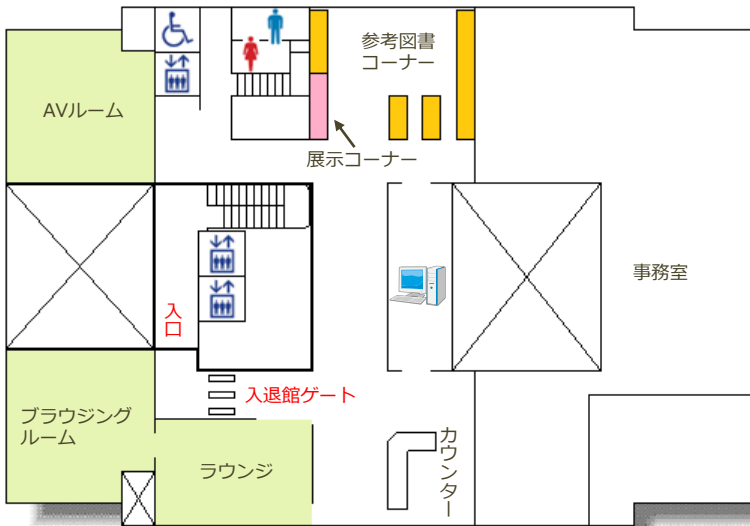 参考図書
コーナー
AVルーム
展示コーナー
事務室
入口
入退館ゲート
ブラウジング
ルーム
ラウンジ
カウンター